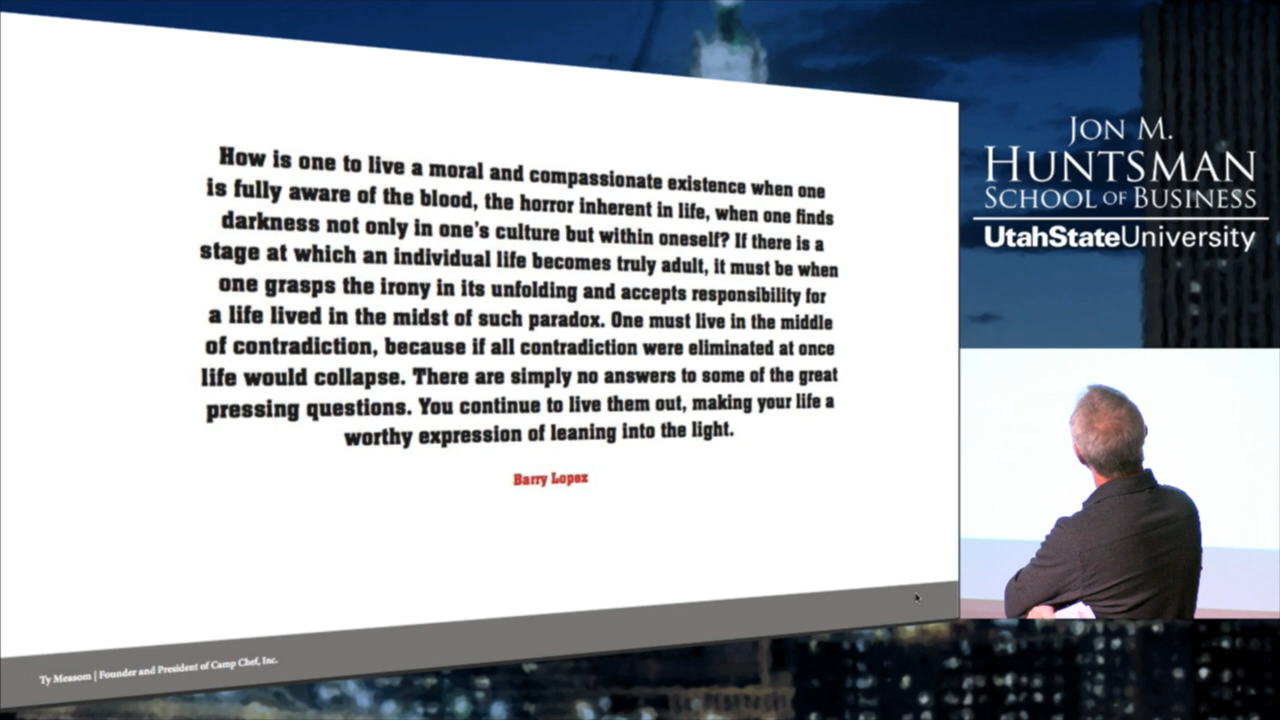 How is one to live a moral and compassionate existence when one
is fully aware of the blood, the horror inherent in life, when one finds
darkness not only in one's culture but within oneself? If there is a
stage at which an individual life becomes truly adult, it must be when
one grasps the irony in its unfolding and accepts responsibility for
a life lived in the midst of such paradox. One must live in the middle
of contradiction, because if all contradiction were eliminated at once
life would collapse. There are simply no answers to some of the great
pressing questions. You continue to live them out, making your life a
worthy expression of leaning into the light.
Barry Lopez
Ty Measom | Founder and President of Camp Chef, Inc.
JON M.
HUNTSMAN
SCHOOL OF BUSINESS
UtahStateUniversity